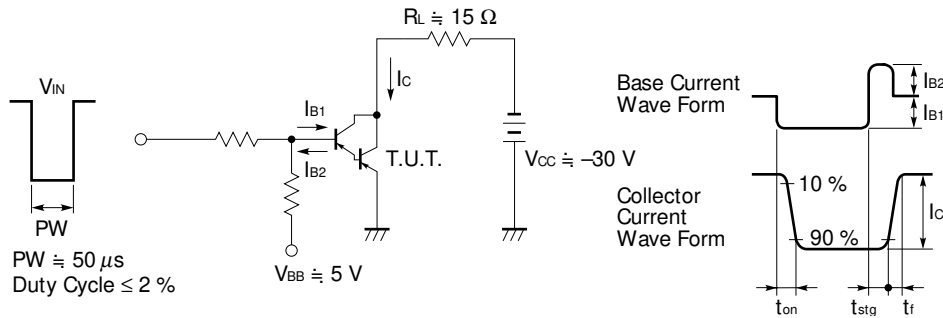 RL ≒ 15 Ω
VIN
IC
IB1
IB2
T.U.T.
VCC ≒ –30 V
PW
PW ≒ 50 μs
Duty Cycle ≤ 2 %
VBB ≒ 5 V
Base Current
Wave Form
IB2
IB1
Collector
Current
Wave Form
10 %
90 %
IC
ton
tstg
tf